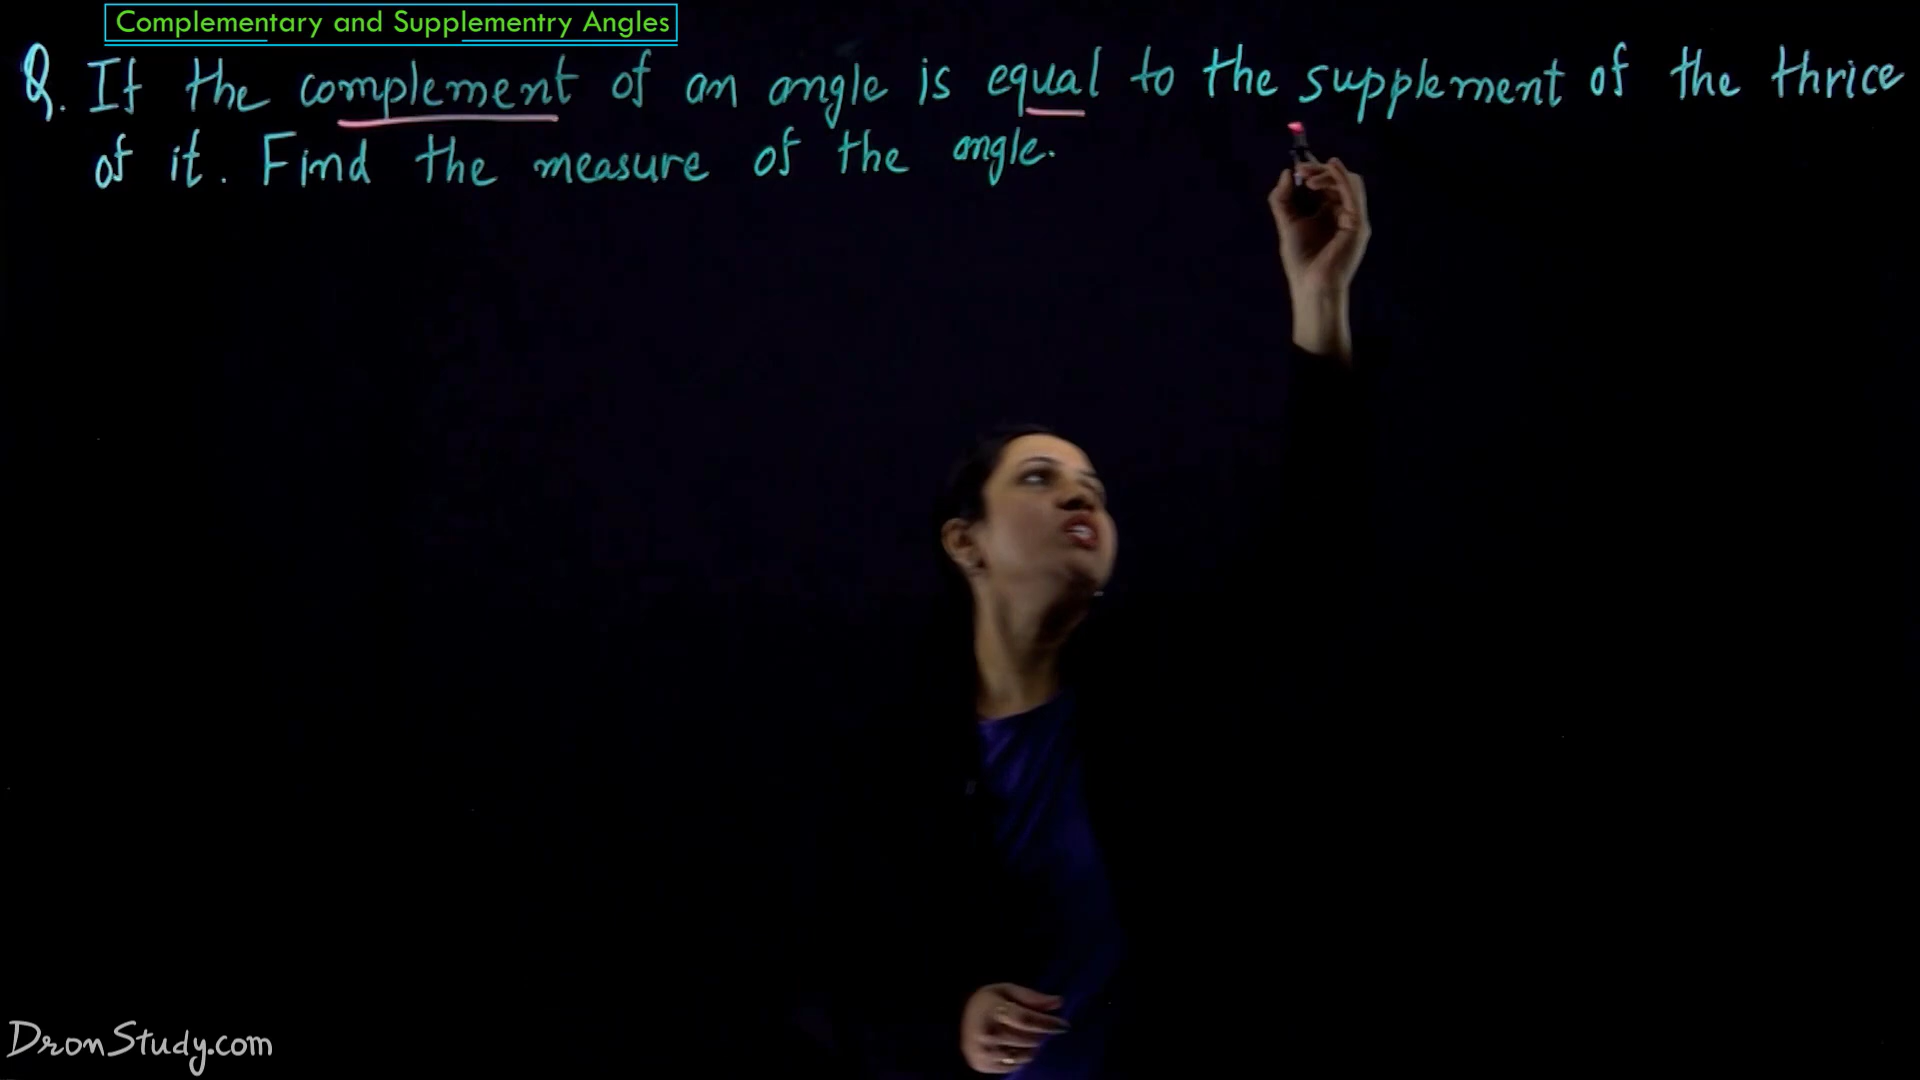 Complementary and Supplementry Angles
Q. If the complement of an angle is equal to the supplement of the thrice
of it. Find the measure of the angle.
DronStudy.com